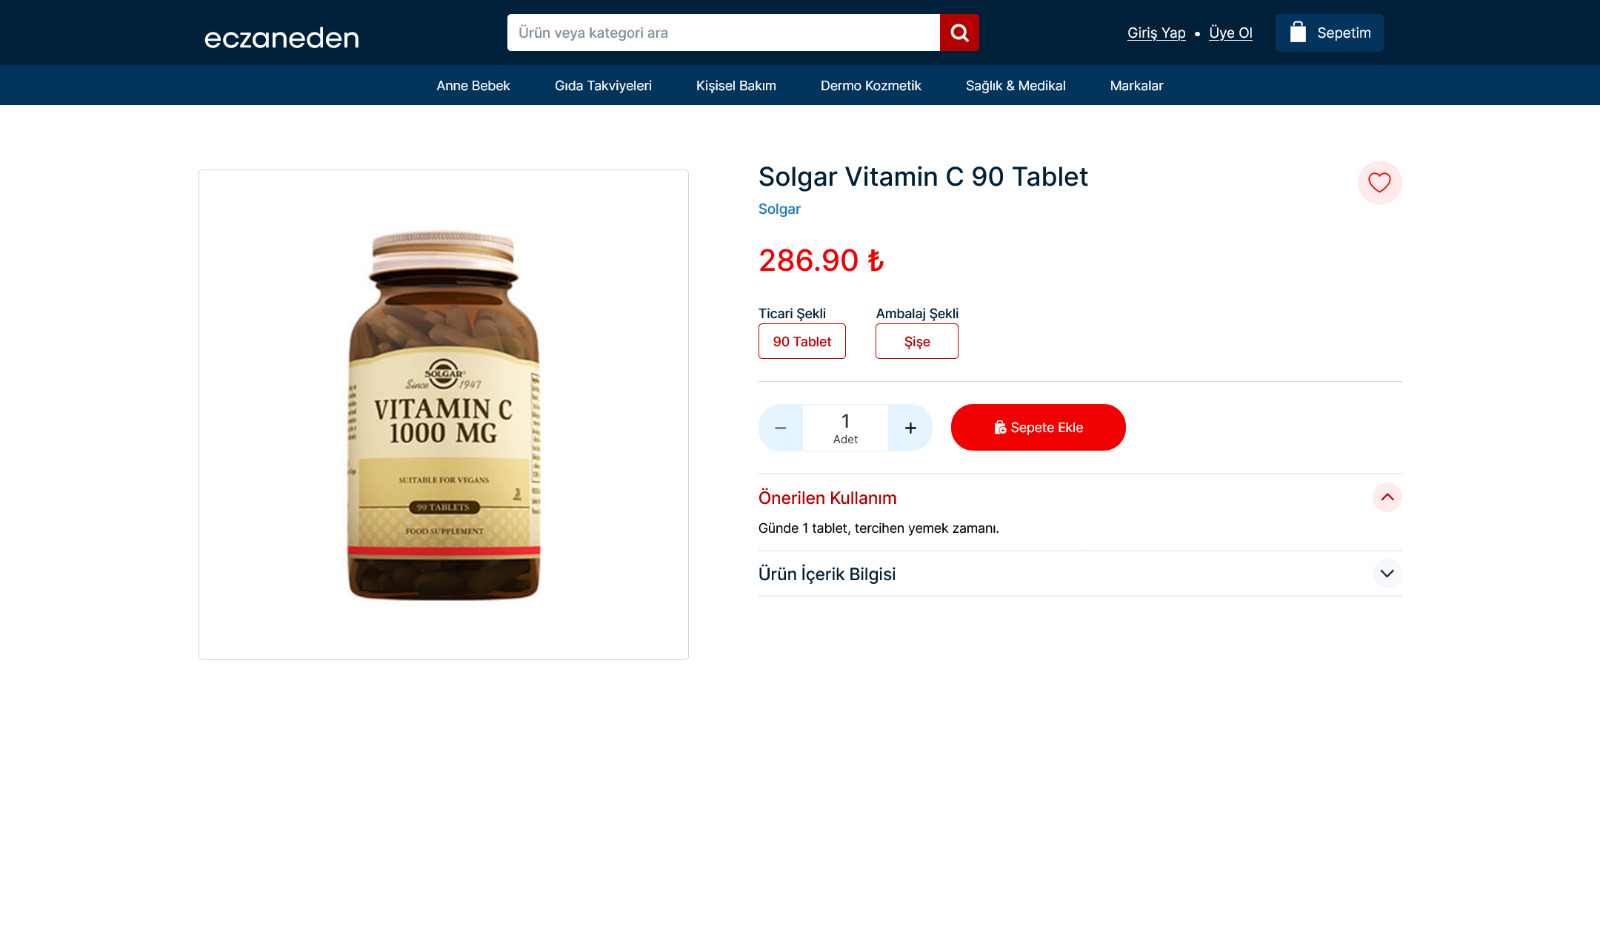 eczaneden
Ürün veya kategori ara
Giriş Yap • Üye Ol
Sepetim
Anne Bebek
Gıda Takviyeleri
Kişisel Bakım
Dermo Kozmetik
Sağlık & Medikal
Markalar
SOLGAR
Since 1947
VITAMIN C
1000 MG
SUITABLE FOR VEGANS
90 TABLETS
FOOD SUPPLEMENT
Solgar Vitamin C 90 Tablet
Solgar
286.90 ₺
Ticari Şekli
90 Tablet
Ambalaj Şekli
Şişe
1
Adet
Sepete Ekle
Önerilen Kullanım
Günde 1 tablet, tercihen yemek zamanı.
Ürün İçerik Bilgisi